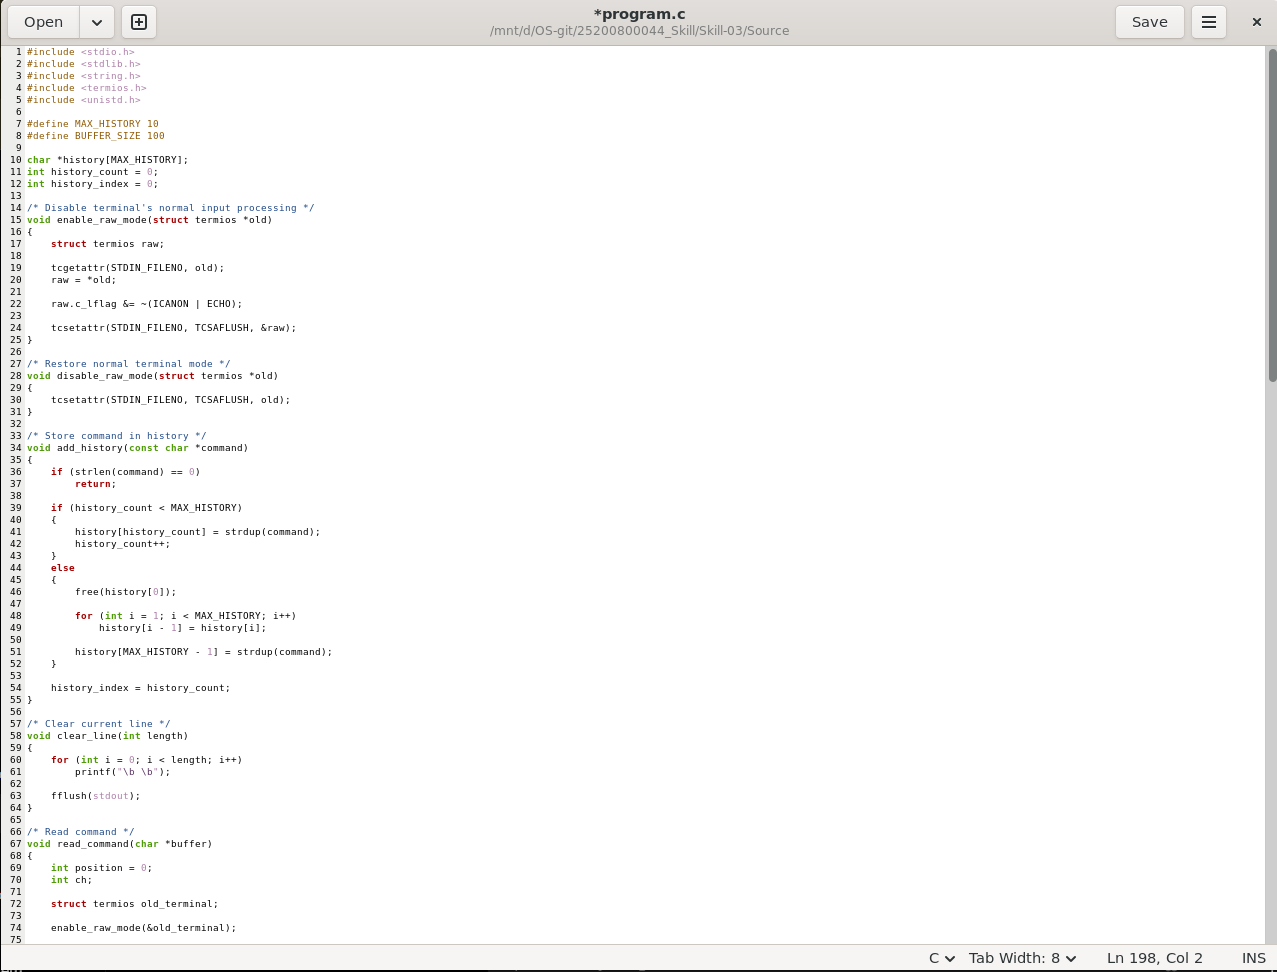 Open
*program.c
/mnt/d/OS-git/25200800044_Skill/Skill-03/Source
Save
1 #include <stdio.h>
2 #include <stdlib.h>
3 #include <string.h>
4 #include <termios.h>
5 #include <unistd.h>
6
7 #define MAX_HISTORY 10
8 #define BUFFER_SIZE 100
9
10 char *history[MAX_HISTORY];
11 int history_count = 0;
12 int history_index = 0;
13
14 /* Disable terminal's normal input processing */
15 void enable_raw_mode(struct termios *old)
16 {
17     struct termios raw;
18
19     tcgetattr(STDIN_FILENO, old);
20     raw = *old;
21
22     raw.c_lflag &= ~(ICANON | ECHO);
23
24     tcsetattr(STDIN_FILENO, TCSAFLUSH, &raw);
25 }
26
27 /* Restore normal terminal mode */
28 void disable_raw_mode(struct termios *old)
29 {
30     tcsetattr(STDIN_FILENO, TCSAFLUSH, old);
31 }
32
33 /* Store command in history */
34 void add_history(const char *command)
35 {
36     if (strlen(command) == 0)
37         return;
38
39     if (history_count < MAX_HISTORY)
40     {
41         history[history_count] = strdup(command);
42         history_count++;
43     }
44     else
45     {
46         free(history[0]);
47
48         for (int i = 1; i < MAX_HISTORY; i++)
49             history[i - 1] = history[i];
50
51         history[MAX_HISTORY - 1] = strdup(command);
52     }
53
54     history_index = history_count;
55 }
56
57 /* Clear current line */
58 void clear_line(int length)
59 {
60     for (int i = 0; i < length; i++)
61         printf("\b \b");
62
63     fflush(stdout);
64 }
65
66 /* Read command */
67 void read_command(char *buffer)
68 {
69     int position = 0;
70     int ch;
71
72     struct termios old_terminal;
73
74     enable_raw_mode(&old_terminal);
75
C
Tab Width: 8
Ln 198, Col 2
INS